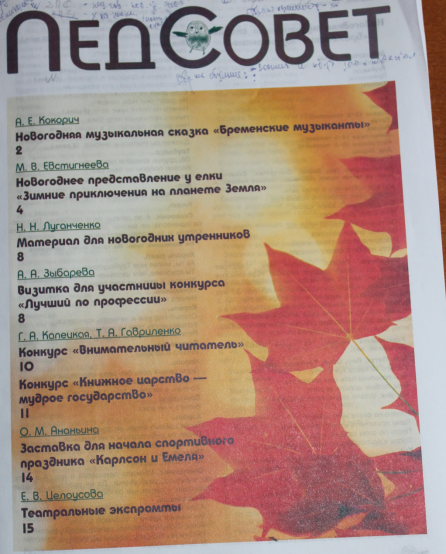 ПедСовет
А. Е. Кокорич
Новогодняя музыкальная сказка «Бременские музыканты»
2
М. В. Евстигнеева
Новогоднее представление у елки
«Зимние приключения на планете Земля»
4
Н. Н. Луганченко
Материал для новогодних утренников
8
А. А. Зыбарева
Визитка для участницы конкурса
«Лучший по профессии»
8
Г. А. Капецкая, Т. А. Гавриленко
Конкурс «Внимательный читатель»
10
Конкурс «Книжное царство —
мудрое государство»
11
О. М. Ананьина
Заставка для начала спортивного
праздника «Карлсон и Емеля»
14
Е. В. Целоусова
Театральные экспромты
15